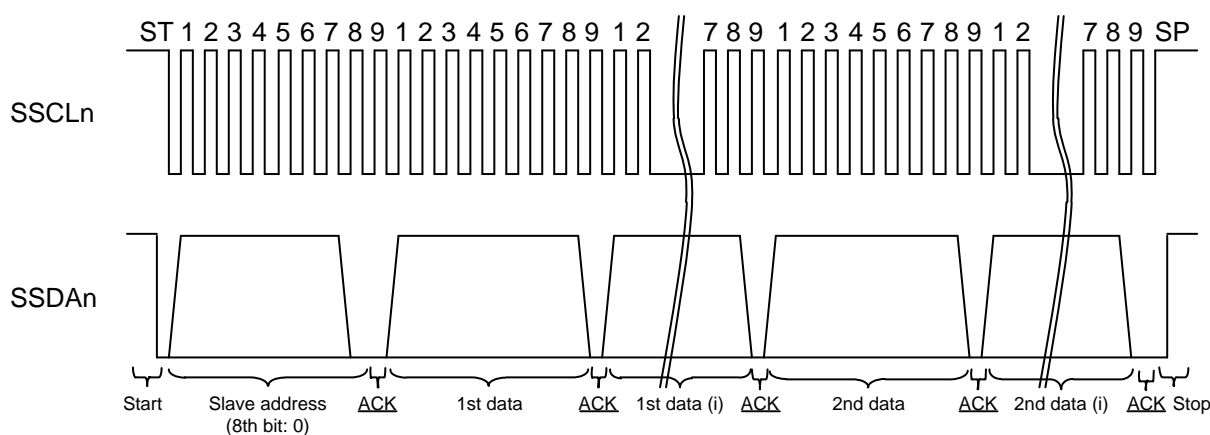 ST 1 2 3 4 5 6 7 8 9 1 2 3 4 5 6 7 8 9 1 2 7 8 9 1 2 3 4 5 6 7 8 9 1 2 7 8 9 SP
SSCLn
SSDAn
Start Slave address ACK 1st data ACK 1st data (i) ACK 2nd data ACK 2nd data (i) ACK Stop
(8th bit: 0)